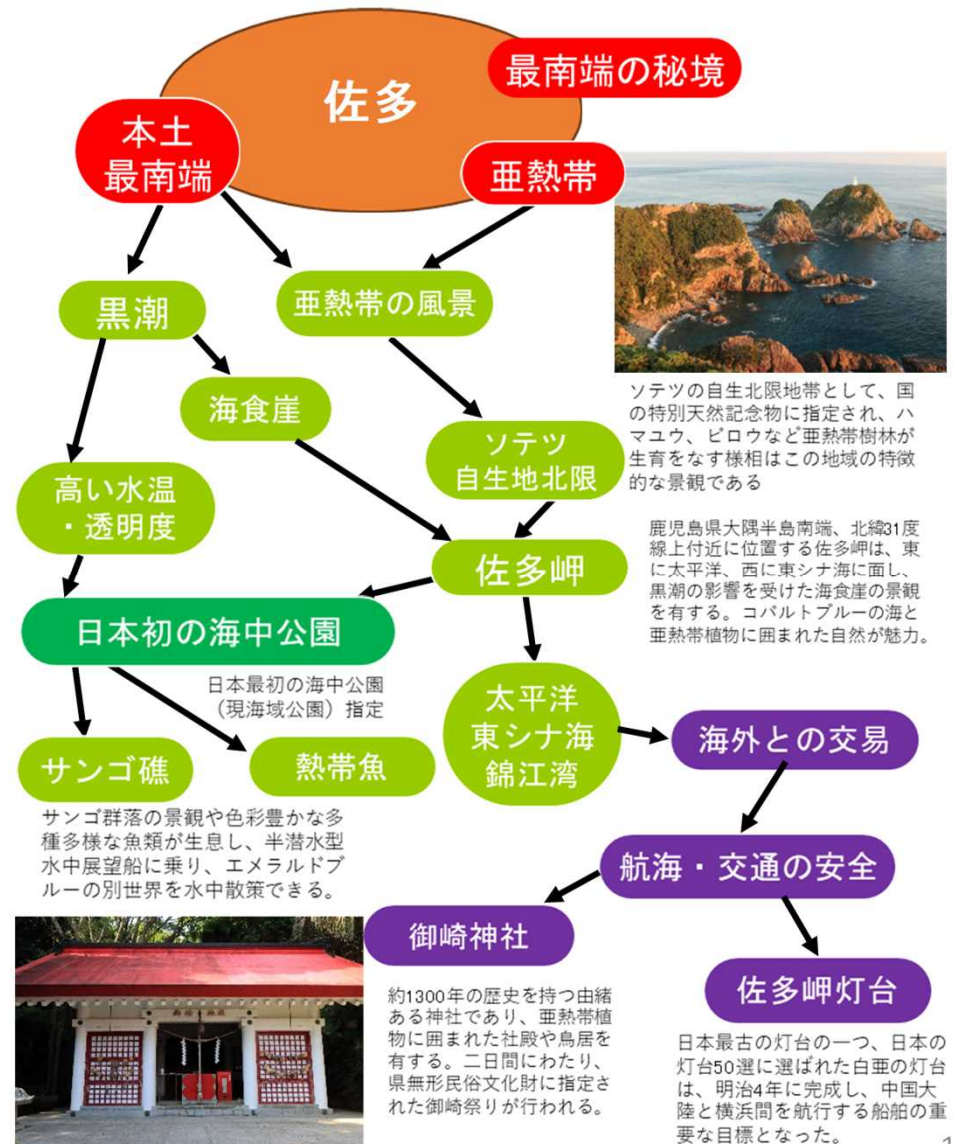 佐多
最南端の秘境
本土
最南端
亜熱帯
黒潮
亜熱帯の風景
海食崖
ソテツ
自生地北限
ソテツの自生北限地帯として、国
の特別天然記念物に指定され、ハ
マユウ、ビロウなど亜熱帯樹林が
生育をなす様相はこの地域の特徴
的な景観である
高い水温
・透明度
佐多岬
鹿児島県大隅半島南端、北緯31度
線上付近に位置する佐多岬は、東
に太平洋、西に東シナ海に面し、
黒潮の影響を受けた海食崖の景観
を有する。コバルトブルーの海と
亜熱帯植物に囲まれた自然が魅力。
日本初の海中公園
日本最初の海中公園
（現海域公園）指定
太平洋
東シナ海
錦江湾
海外との交易
サンゴ礁
熱帯魚
サンゴ群落の景観や色彩豊かな多
種多様な魚類が生息し、半潜水型
水中展望船に乗り、エメラルドブ
ルーの別世界を水中散策できる。
航海・交通の安全
御崎神社
約1300年の歴史を持つ由緒
ある神社であり、亜熱帯植
物に囲まれた社殿や鳥居を
有する。二日間にわたり、
県無形民俗文化財に指定さ
れた御崎祭りが行われる。
佐多岬灯台
日本最古の灯台の一つ、日本の
灯台50選に選ばれた白亜の灯台
は、明治4年に完成し、中国大
陸と横浜間を航行する船舶の重
要な目標となった。